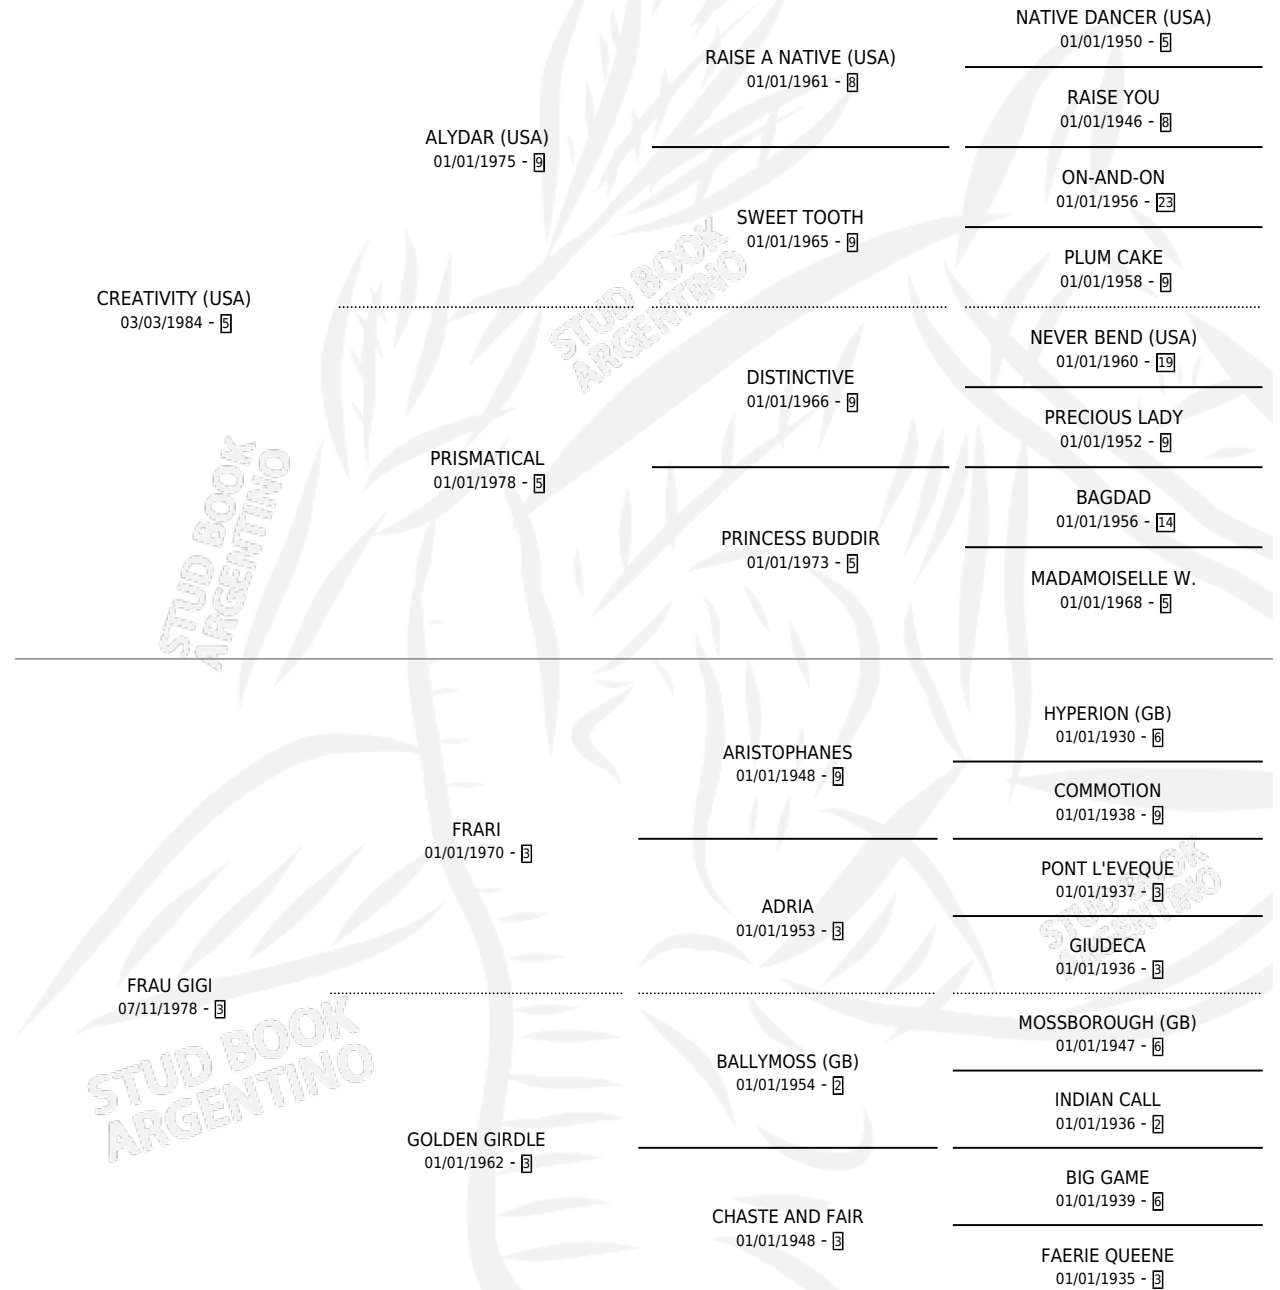 NATIVE DANCER (USA)
01/01/1950 - 5
RAISE A NATIVE (USA)
01/01/1961 - 8
RAISE YOU
01/01/1946 - 8
ALYDAR (USA)
01/01/1975 - 9
ON-AND-ON
01/01/1956 - 23
SWEET TOOTH
01/01/1965 - 9
PLUM CAKE
01/01/1958 - 9
CREATIVITY (USA)
03/03/1984 - 5
NEVER BEND (USA)
01/01/1960 - 19
DISTINCTIVE
01/01/1966 - 9
PRECIOUS LADY
01/01/1952 - 9
PRISMATICAL
01/01/1978 - 5
BAGDAD
01/01/1956 - 14
PRINCESS BUDDIR
01/01/1973 - 5
MADAMOISELLE W.
01/01/1968 - 5
STUD BOOK
ARGENTINO
STUD BOOK
ARGENTINO
HYPERION (GB)
01/01/1930 - 6
ARISTOPHANES
01/01/1948 - 9
COMMOTION
01/01/1938 - 9
FRARI
01/01/1970 - 3
PONT L'EVEQUE
01/01/1937 - 3
ADRIA
01/01/1953 - 3
GIUDECA
01/01/1936 - 3
STUD BOOK
ARGENTINO
FRAU GIGI
07/11/1978 - 3
MOSSBOROUGH (GB)
01/01/1947 - 6
BALLYMOSS (GB)
01/01/1954 - 2
INDIAN CALL
01/01/1936 - 2
STUD BOOK
ARGENTINO
GOLDEN GIRDLE
01/01/1962 - 3
BIG GAME
01/01/1939 - 6
CHASTE AND FAIR
01/01/1948 - 3
FAERIE QUEENE
01/01/1935 - 3